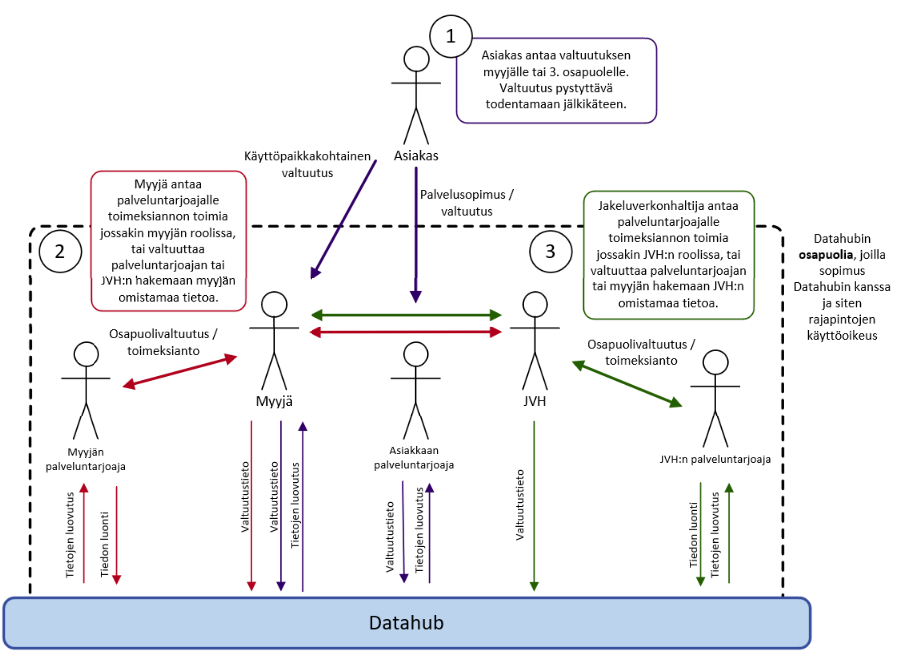 1
Asiakas antaa valtuutuksen
myyjälle tai 3. osapuolelle.
Valtuutus pystyttävä
todentamaan jälkikäteen.
Asiakas
Käyttöpaikkakohtainen
valtuutus
Palvelusopimus /
valtuutus
2
Myyjä antaa
palveluntarjoajalle
toimeksiannon toimia
jossakin myyjän roolissa,
tai valtuuttaa
palveluntarjoajan tai
JVH:n hakemaan myyjän
omistamaa tietoa.
3
Jakeluverkonhaltija antaa
palveluntarjoajalle
toimeksiannon toimia
jossakin JVH:n roolissa, tai
valtuuttaa palveluntarjoajan
tai myyjän hakemaan JVH:n
omistamaa tietoa.
Datahubin
osapuolia, joilla
sopimus
Datahubin kanssa
ja siten
rajapintojen
käyttöoikeus
Osapuolivaltuutus /
toimeksianto
Osapuolivaltuutus /
toimeksianto
Myyjä
JVH
Myyjän
palveluntarjoaja
Asiakkaan
palveluntarjoaja
JVH:n palveluntarjoaja
Tietojen luovutus
Tiedon luonti
Valtuutustieto
Valtuutustieto
Tietojen luovutus
Valtuutustieto
Tietojen luovutus
Valtuutustieto
Tiedon luonti
Tietojen luovutus
Datahub